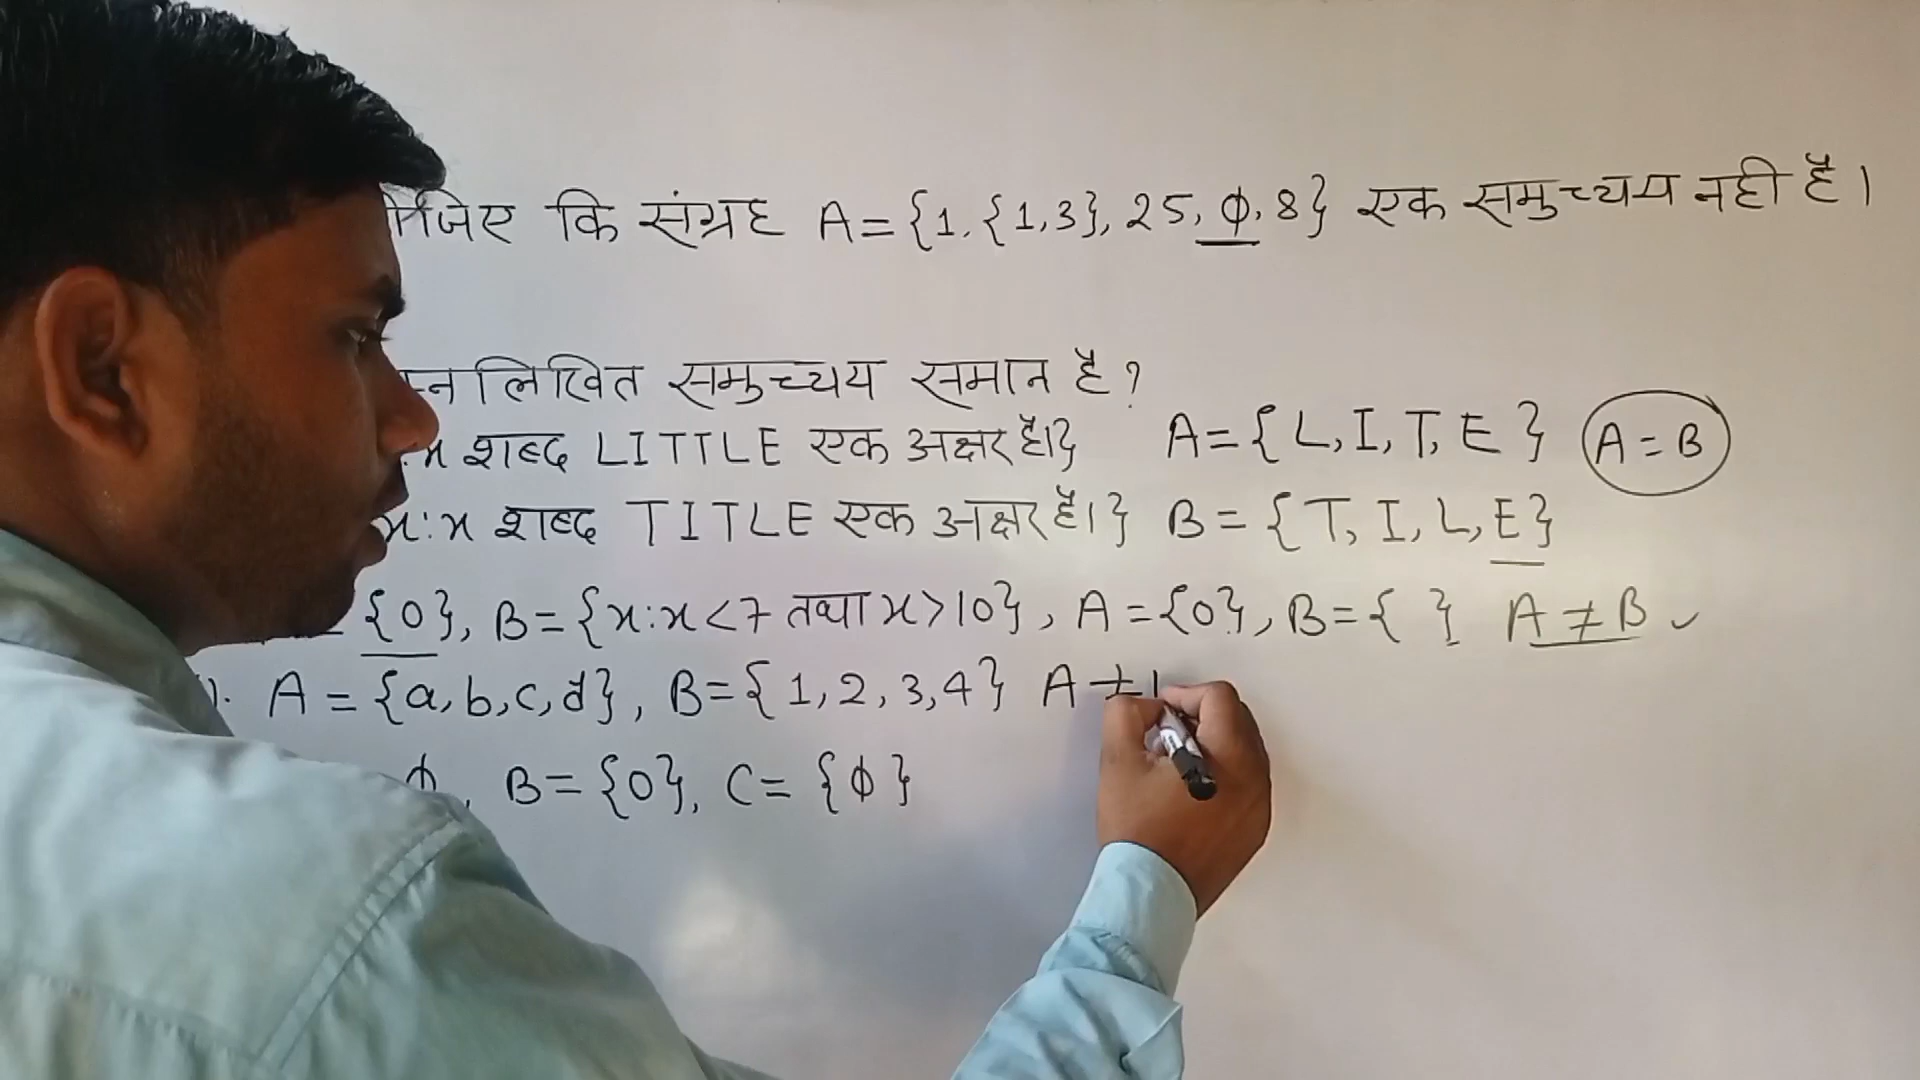 कि संग्रह A = {1, {1,3}, 25, ϕ, 8} एक समुच्चय नही है।
लिखित समुच्चय समान है ?
x शब्द LITTLE एक अक्षर है।} A = { L, I, T, E } A = B
x : x शब्द TITLE एक अक्षर है।} B = { T, I, L, E}
{0}, B = {x : x < 7 तथा x > 10}, A = {0}, B = { } A ≠ B ✓
). A = {a, b, c, d}, B = {1, 2, 3, 4} A ≠
ϕ, B = {0}, C = {ϕ}